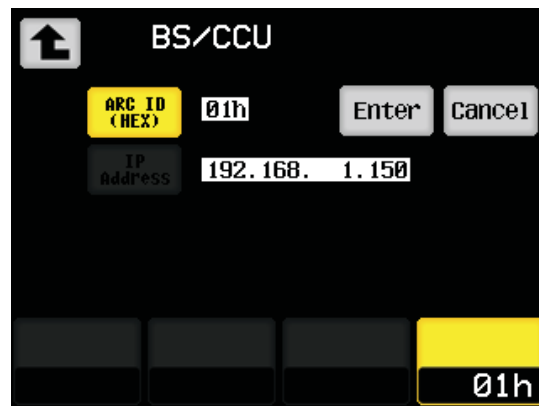 BS/CCU
ARC ID
(HEX)
01h
Enter
Cancel
IP
Address
192.168.  1.150
01h